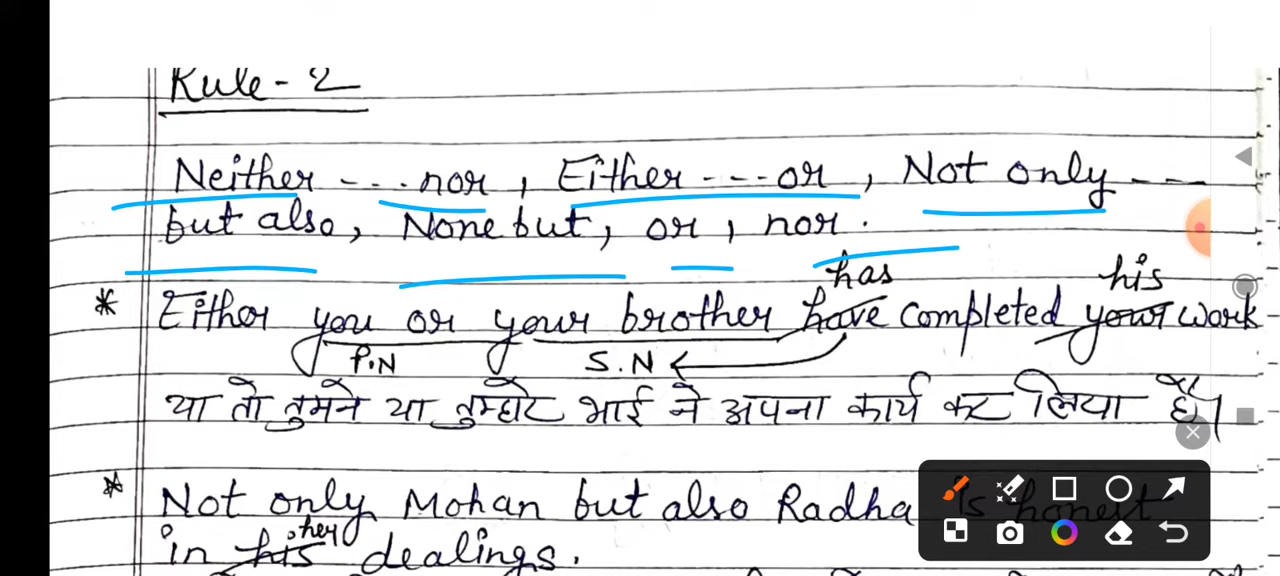 Rule-2
Neither ---- nor, Either ---- or, Not only ---
but also, None but, or, nor.
has his
* Either you or your brother have completed your work
P.N S.N
या तो तुमने या तुम्हारे भाई ने अपना कार्य कर लिया है।
* Not only Mohan but also Radha is honest
her
in his dealings.